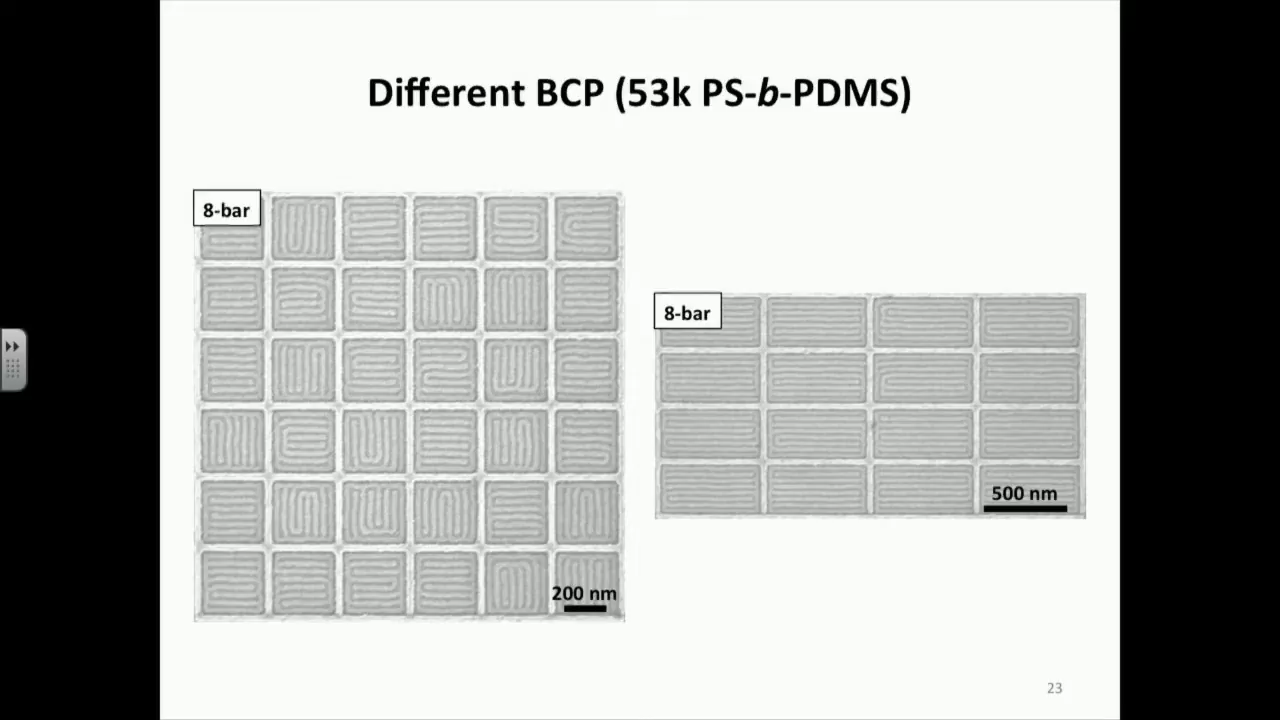 Different BCP (53k PS-b-PDMS)
8-bar
200 nm
8-bar
500 nm
23